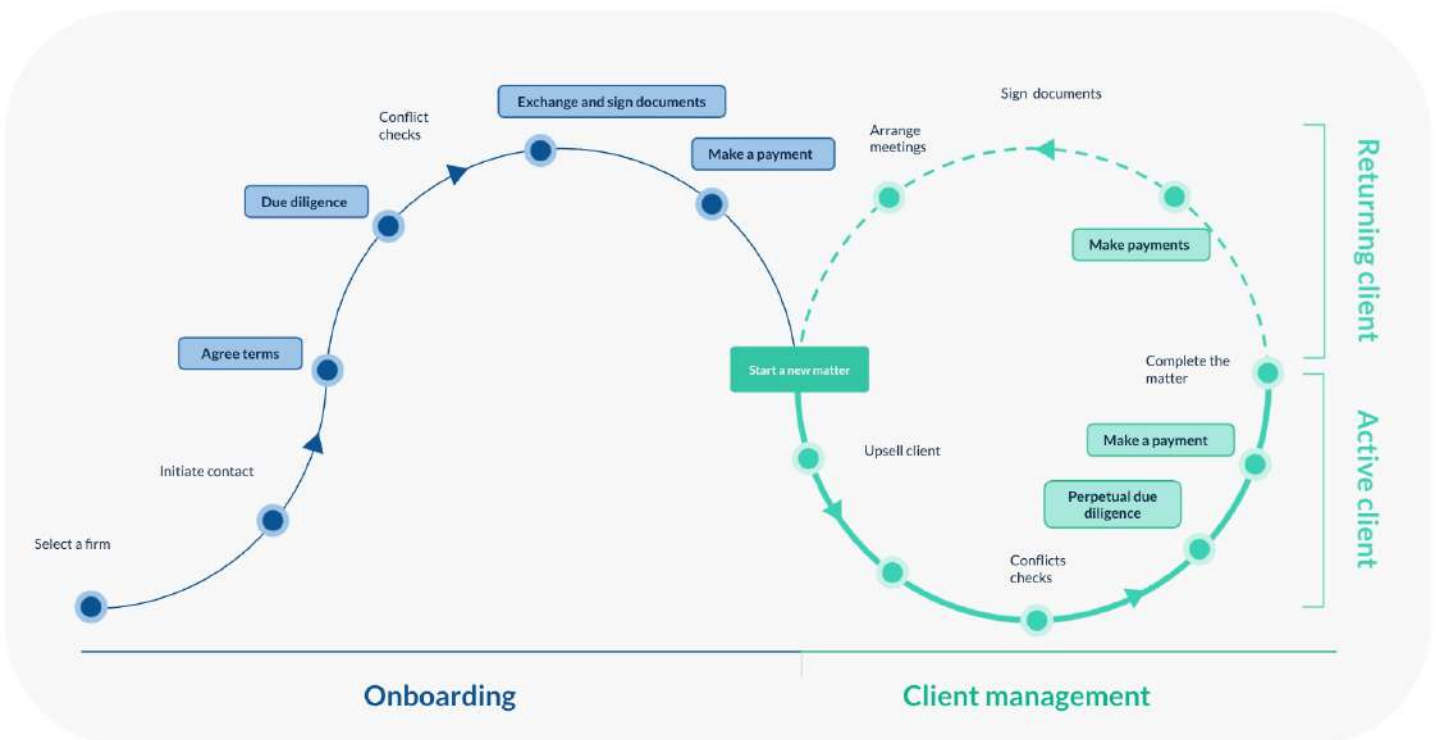 Select a firm
Initiate contact
Agree terms
Due diligence
Conflict
checks
Exchange and sign documents
Make a payment
Start a new matter
Upsell client
Conflicts
checks
Perpetual due
diligence
Make a payment
Complete the
matter
Make payments
Sign documents
Arrange
meetings
Returning client
Active client
Onboarding
Client management